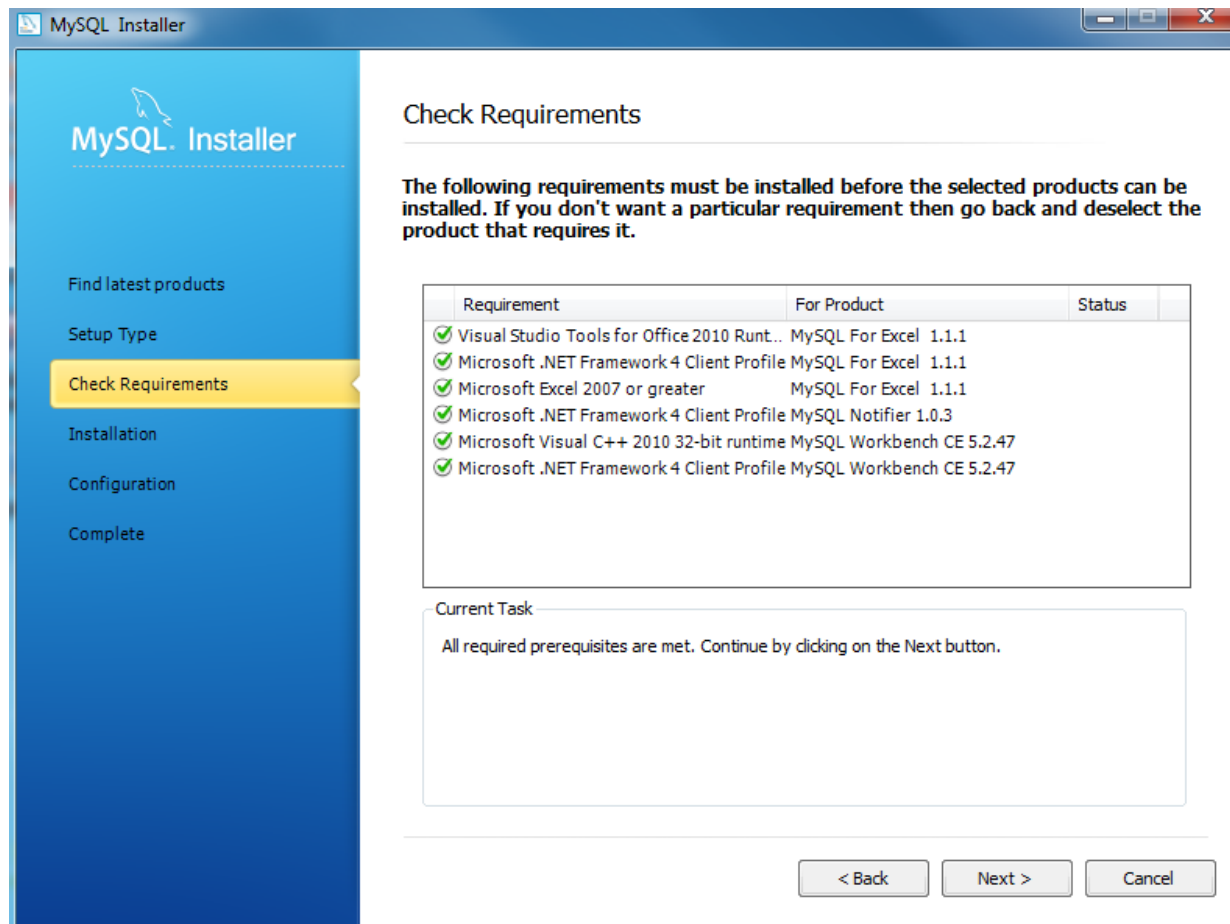 MySQL Installer
MySQL. Installer
Check Requirements
The following requirements must be installed before the selected products can be
installed. If you don't want a particular requirement then go back and deselect the
product that requires it.
Find latest products
Setup Type
Check Requirements
Installation
Configuration
Complete
Requirement For Product Status
Visual Studio Tools for Office 2010 Runt... MySQL For Excel 1.1.1
Microsoft .NET Framework 4 Client Profile MySQL For Excel 1.1.1
Microsoft Excel 2007 or greater MySQL For Excel 1.1.1
Microsoft .NET Framework 4 Client Profile MySQL Notifier 1.0.3
Microsoft Visual C++ 2010 32-bit runtime MySQL Workbench CE 5.2.47
Microsoft .NET Framework 4 Client Profile MySQL Workbench CE 5.2.47
Current Task
All required prerequisites are met. Continue by clicking on the Next button.
< Back Next > Cancel